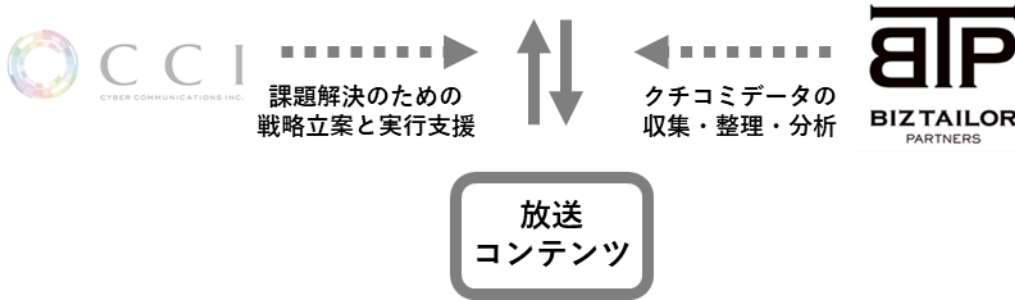 CCI
CYBER COMMUNICATIONS INC.
課題解決のための
戦略立案と実行支援
クチコミデータの
収集・整理・分析
BTP
BIZTAILOR
PARTNERS
放送
コンテンツ